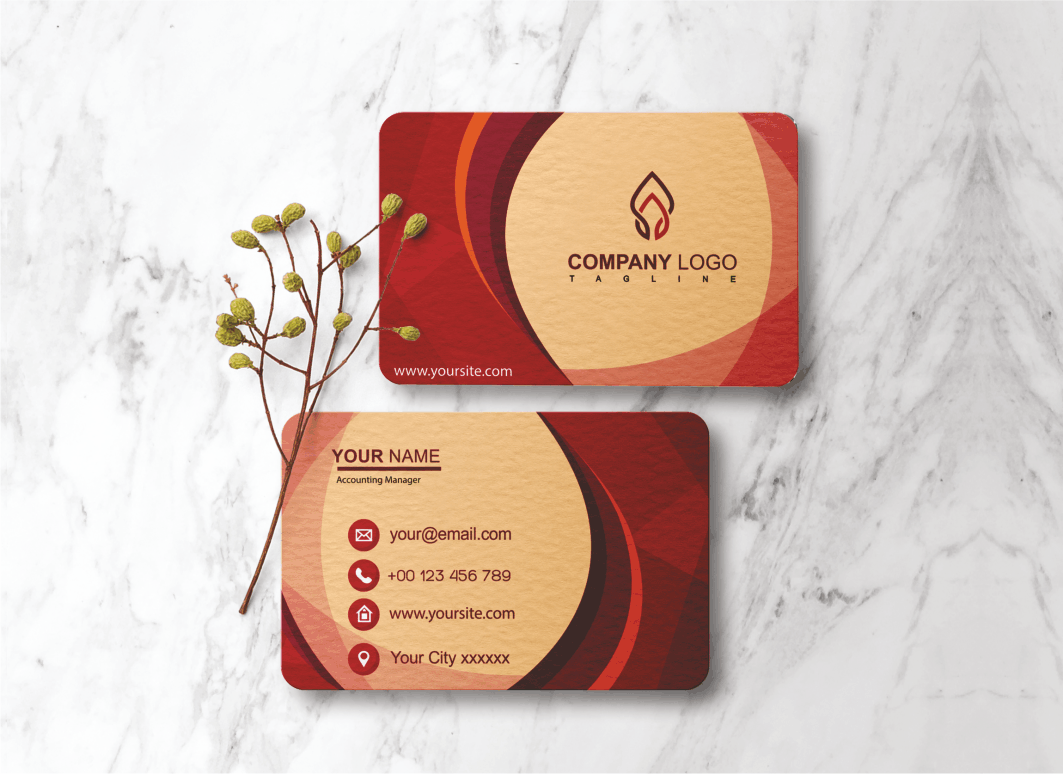 COMPANY LOGO
TAGLINE
www.yoursite.com
YOUR NAME
Accounting Manager
your@email.com
+00 123 456 789
www.yoursite.com
Your City xxxxxx